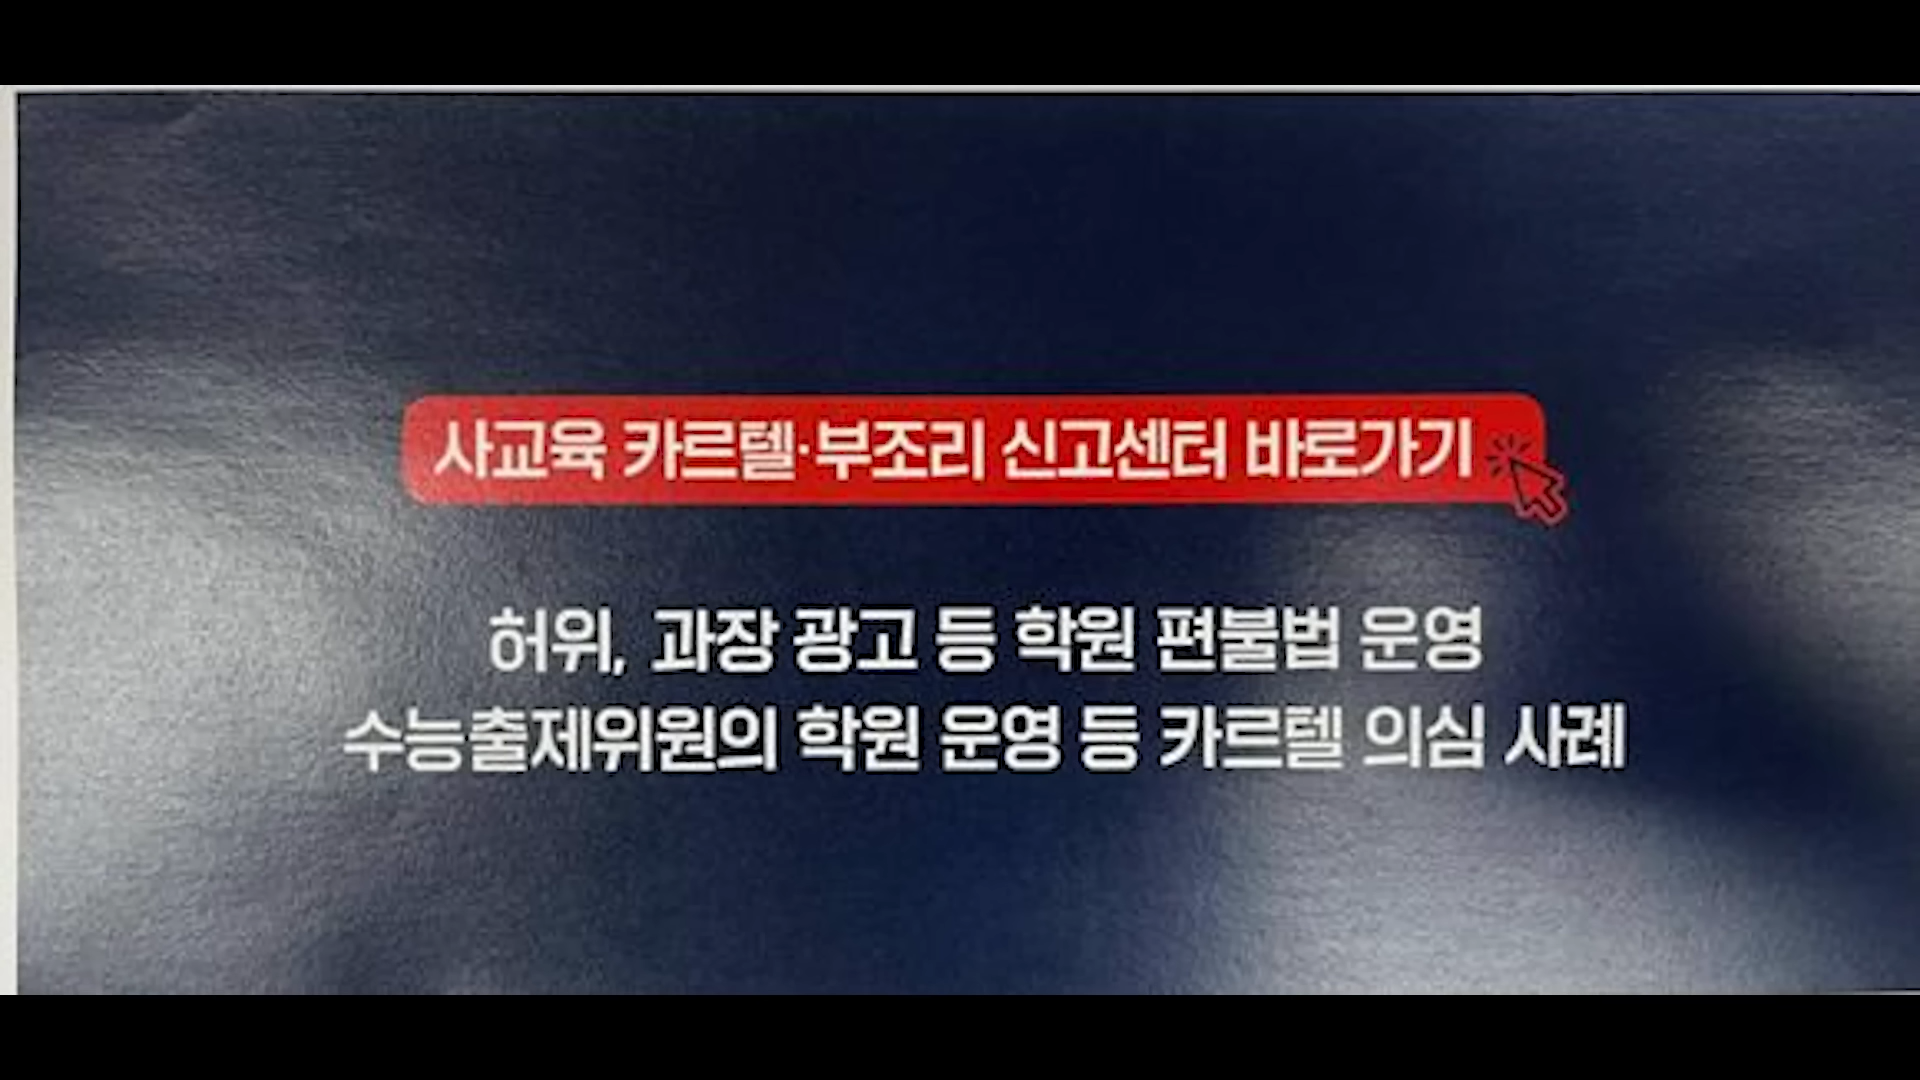 사교육 카르텔·부조리 신고센터 바로가기
허위, 과장 광고 등 학원 편불법 운영
수능출제위원의 학원 운영 등 카르텔 의심 사례